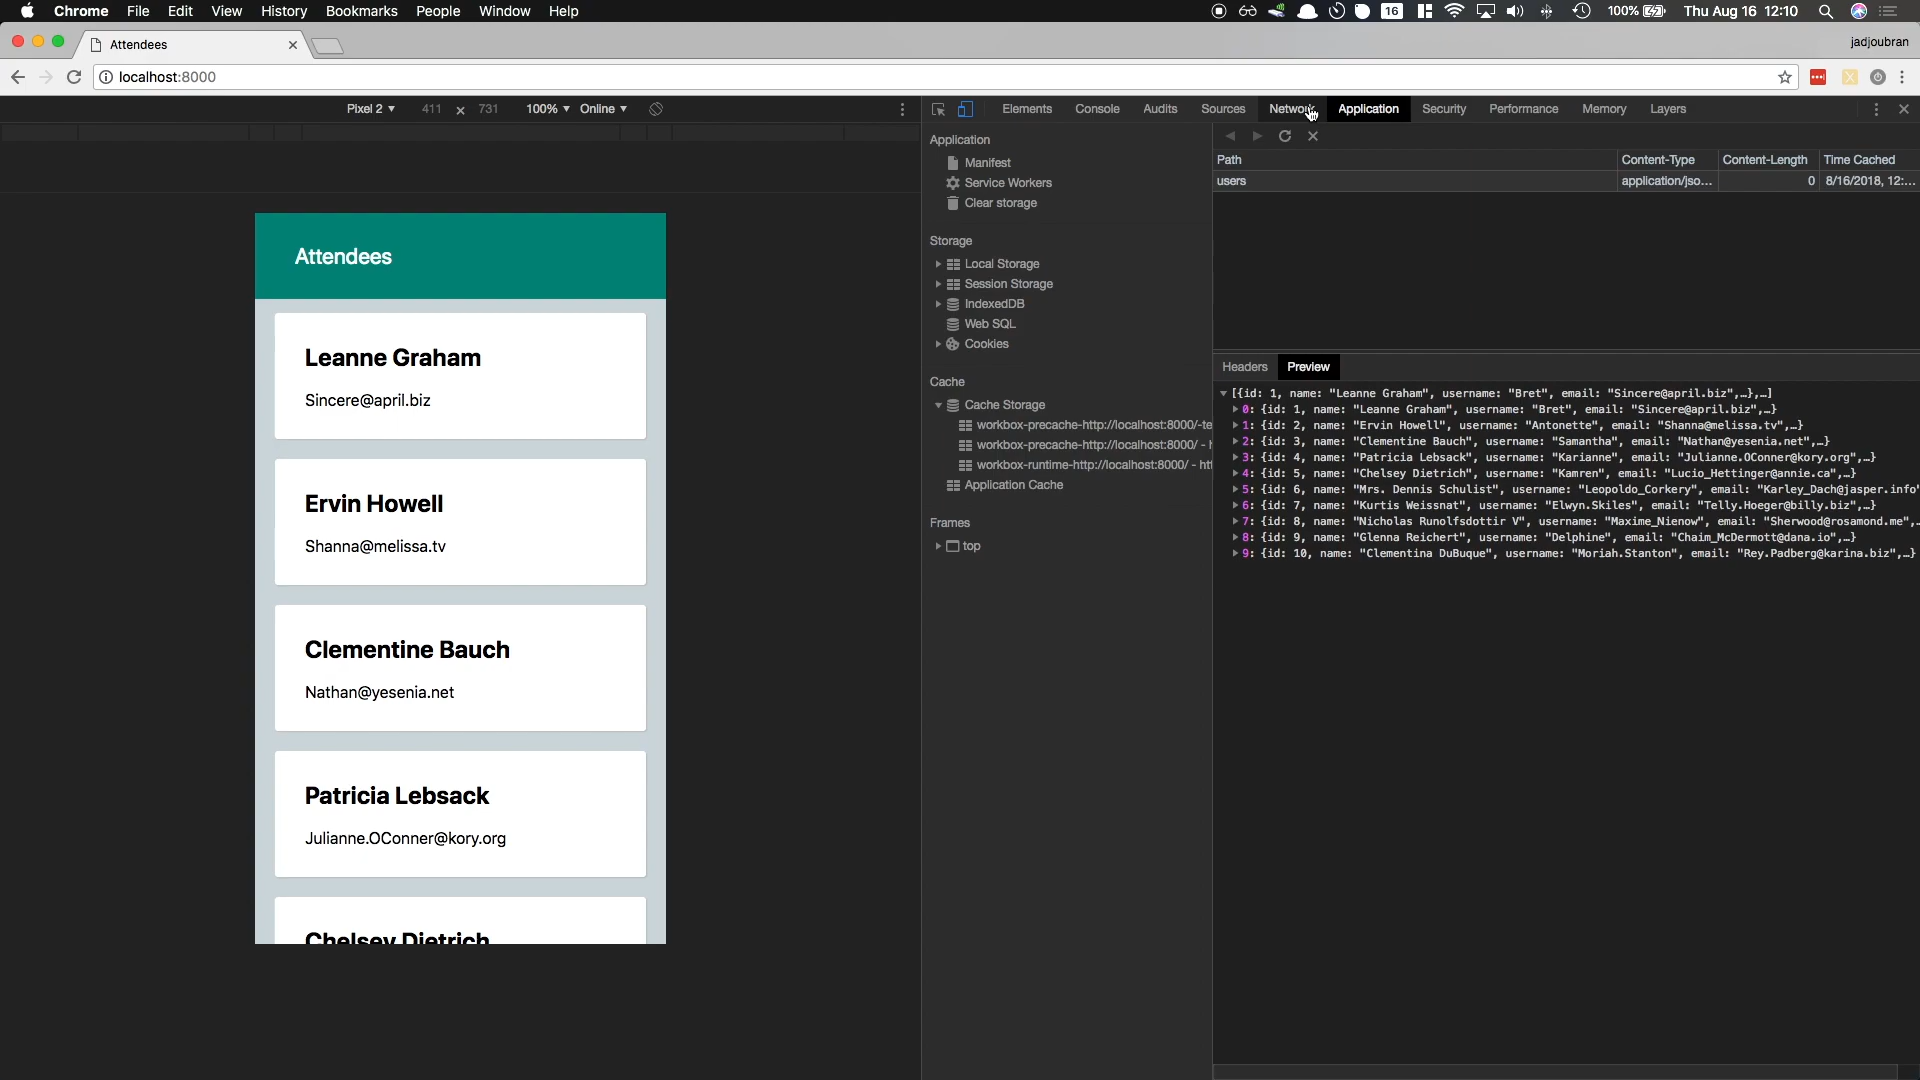 Chrome File Edit View History Bookmarks People Window Help 16 100% Thu Aug 16 12:10
Attendees jadjoubran
localhost:8000
Pixel 2 411 x 731 100% Online Elements Console Audits Sources Network Application Security Performance Memory Layers
Application
Manifest
Service Workers
Clear storage
Storage
Local Storage
Session Storage
IndexedDB
Web SQL
Cookies
Cache
Cache Storage
workbox-precache-http://localhost:8000/-te
workbox-precache-http://localhost:8000/ - h
workbox-runtime-http://localhost:8000/ - htt
Application Cache
Frames
top
Path Content-Type Content-Length Time Cached
users application/jso... 0 8/16/2018, 12:...
Headers Preview
[{id: 1, name: "Leanne Graham", username: "Bret", email: "Sincere@april.biz",…},…]
0: {id: 1, name: "Leanne Graham", username: "Bret", email: "Sincere@april.biz",…}
1: {id: 2, name: "Ervin Howell", username: "Antonette", email: "Shanna@melissa.tv",…}
2: {id: 3, name: "Clementine Bauch", username: "Samantha", email: "Nathan@yesenia.net",…}
3: {id: 4, name: "Patricia Lebsack", username: "Karianne", email: "Julianne.OConner@kory.org",…}
4: {id: 5, name: "Chelsey Dietrich", username: "Kamren", email: "Lucio_Hettinger@annie.ca",…}
5: {id: 6, name: "Mrs. Dennis Schulist", username: "Leopoldo_Corkery", email: "Karley_Dach@jasper.info"
6: {id: 7, name: "Kurtis Weissnat", username: "Elwyn.Skiles", email: "Telly.Hoeger@billy.biz",…}
7: {id: 8, name: "Nicholas Runolfsdottir V", username: "Maxime_Nienow", email: "Sherwood@rosamond.me",…
8: {id: 9, name: "Glenna Reichert", username: "Delphine", email: "Chaim_McDermott@dana.io",…}
9: {id: 10, name: "Clementina DuBuque", username: "Moriah.Stanton", email: "Rey.Padberg@karina.biz",…}
Attendees
Leanne Graham
Sincere@april.biz
Ervin Howell
Shanna@melissa.tv
Clementine Bauch
Nathan@yesenia.net
Patricia Lebsack
Julianne.OConner@kory.org
Chelsey Dietrich